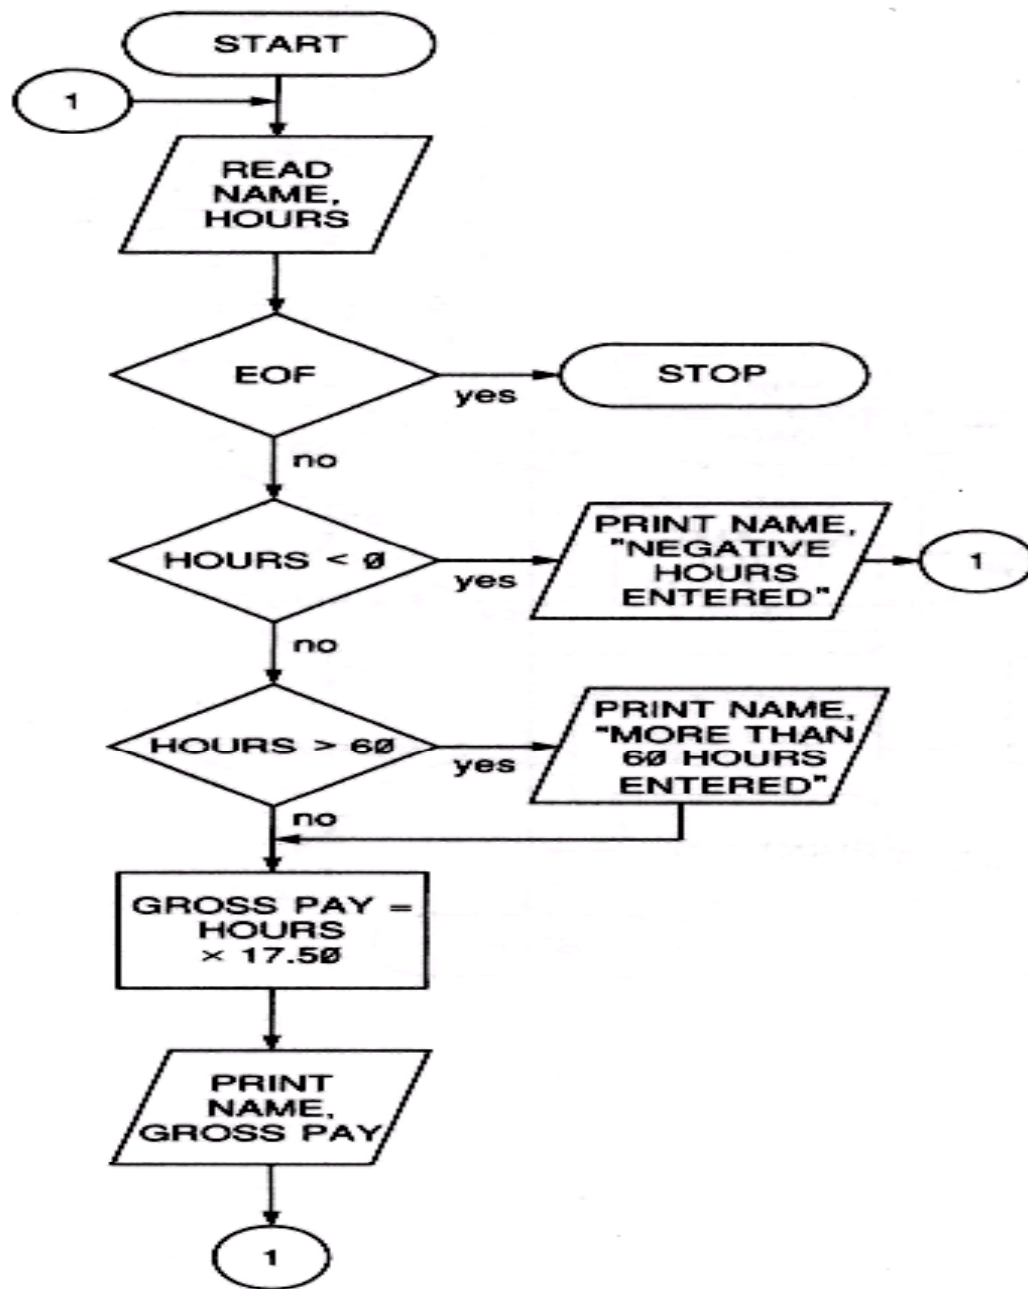 START
1
READ
NAME,
HOURS
EOF
yes
STOP
no
HOURS < Ø
yes
PRINT NAME,
"NEGATIVE
HOURS
ENTERED"
1
no
HOURS > 6Ø
yes
PRINT NAME,
"MORE THAN
6Ø HOURS
ENTERED"
no
GROSS PAY =
HOURS
× 17.5Ø
PRINT
NAME,
GROSS PAY
1